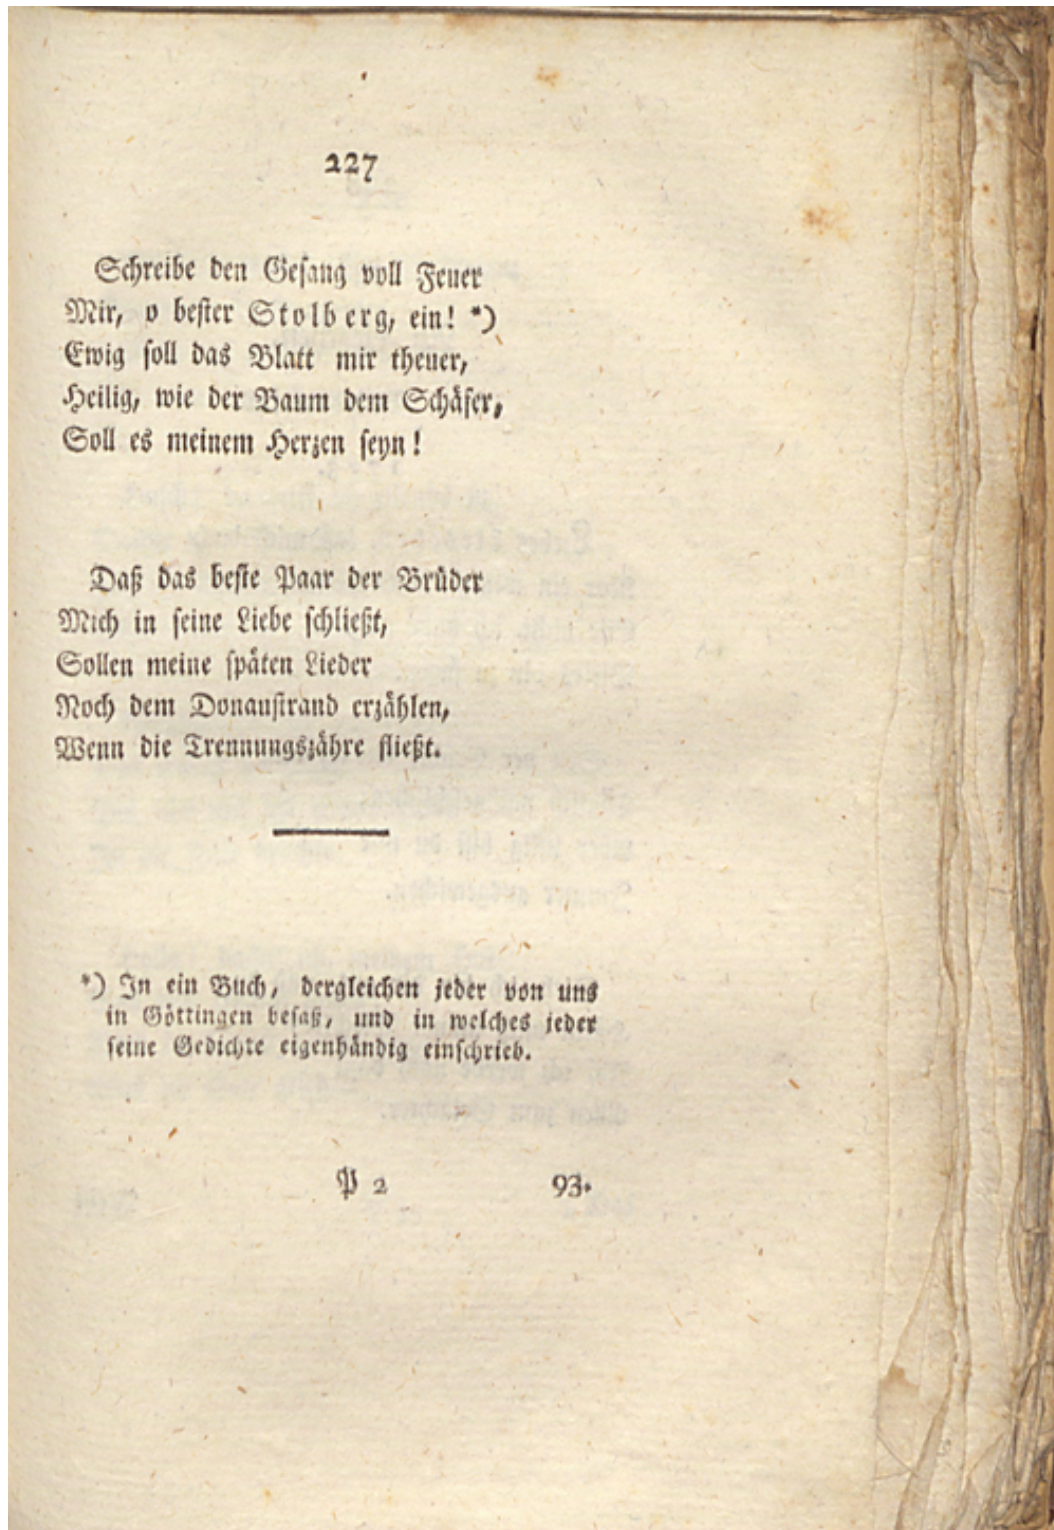 227
Schreibe den Gesang voll Feuer
Mir, o bester Stolberg, ein! *)
Ewig soll das Blatt mir theuer,
Heilig, wie der Baum dem Schäfer,
Soll es meinem Herzen seyn!
Daß das beste Paar der Brüder
Mich in seine Liebe schließt,
Sollen meine späten Lieder
Noch dem Donaustrand erzählen,
Wenn die Trennungszähre fließt.
*) In ein Buch, dergleichen jeder von uns
in Göttingen besaß, und in welches jeder
seine Gedichte eigenhändig einschrieb.
P 2 93.